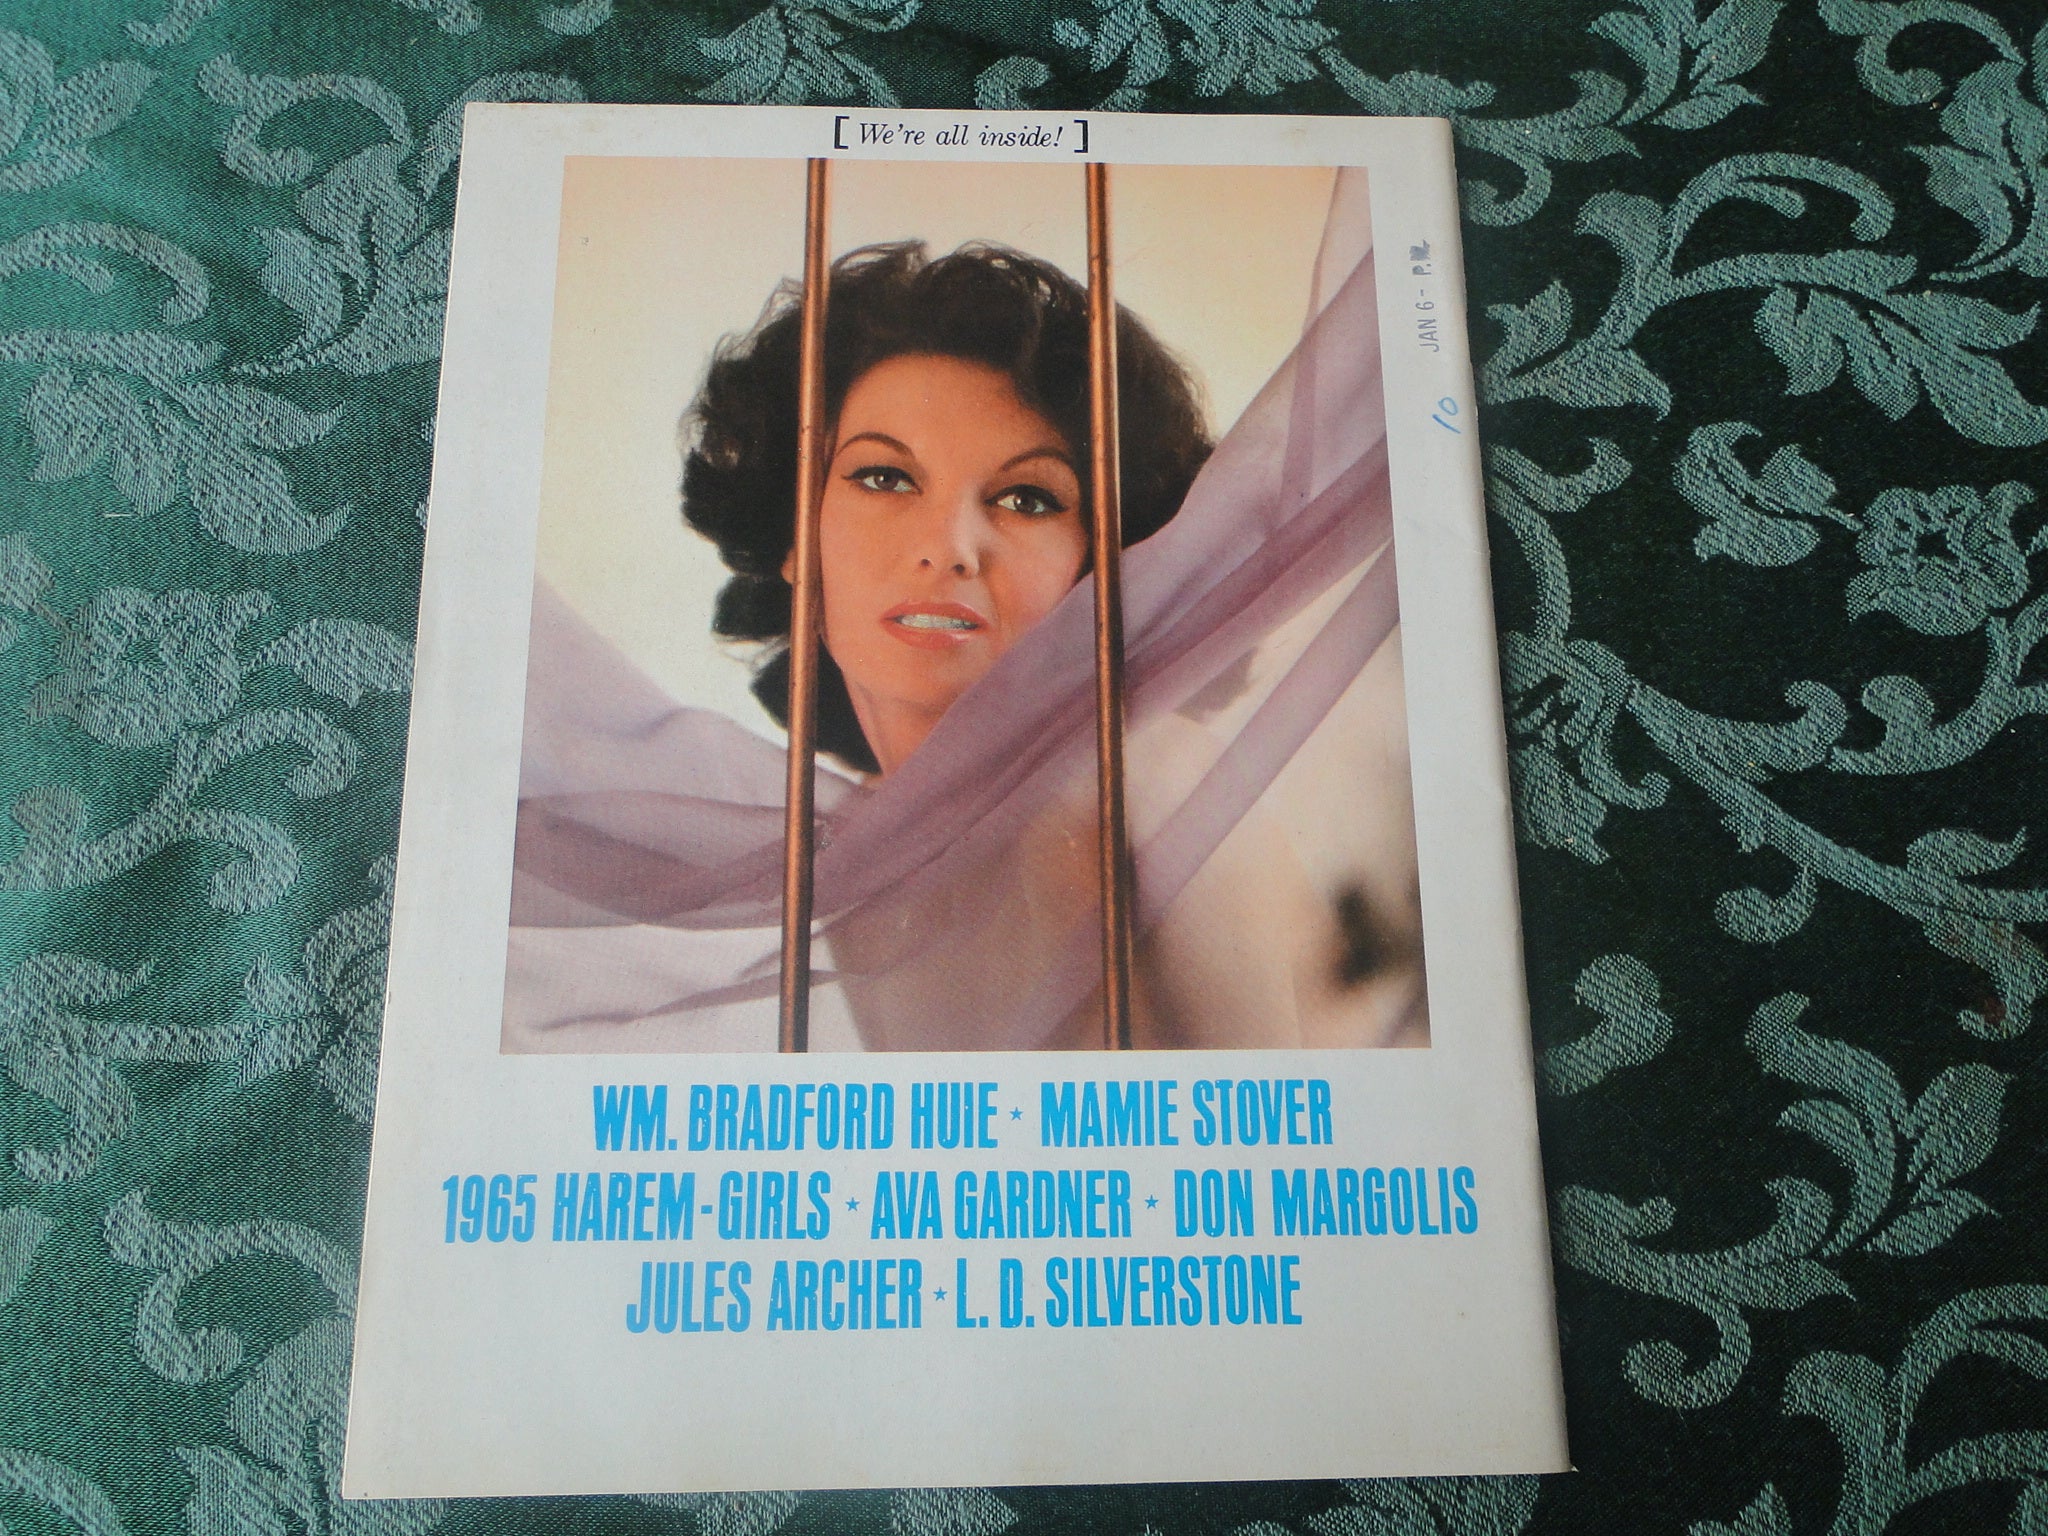 [ We're all inside! ]
JAN 6 - P.
10
WM. BRADFORD HUIE ★ MAMIE STOVER
1965 HAREM-GIRLS ★ AVA GARDNER ★ DON MARGOLIS
JULES ARCHER ★ L. D. SILVERSTONE